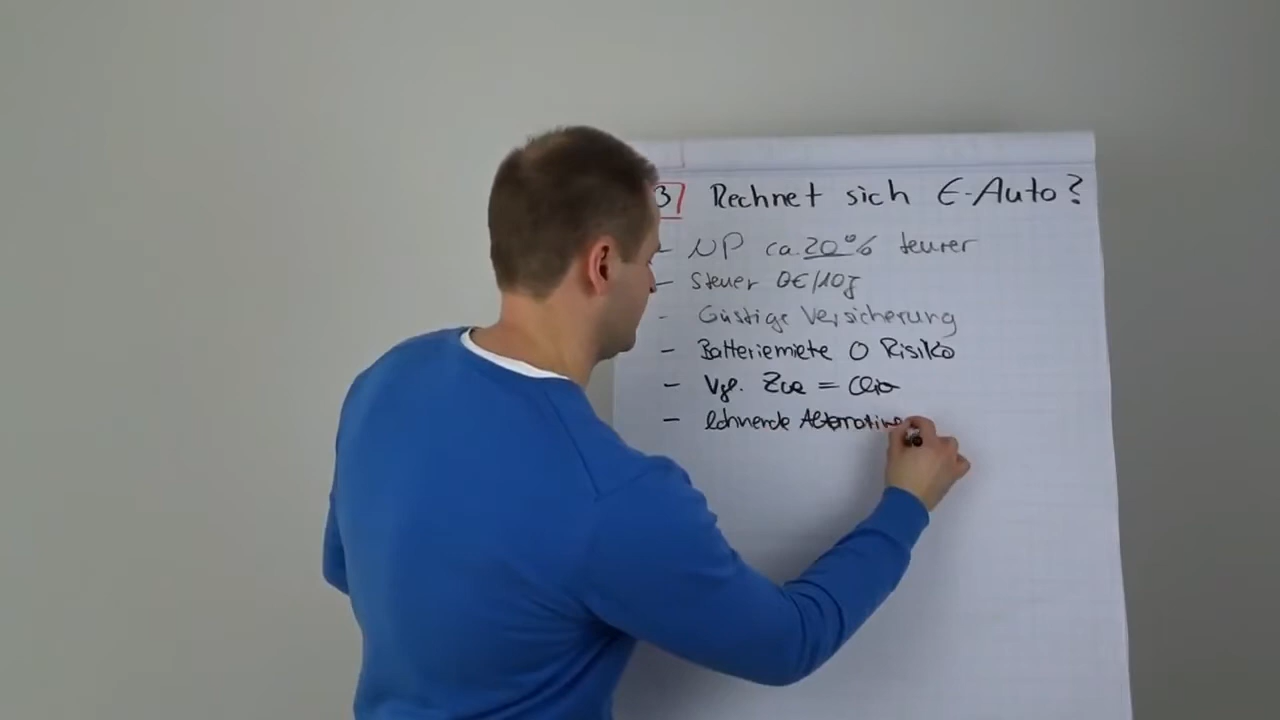 3 Rechnet sich E-Auto?
- NP ca. 20% teurer
- Steuer 0€/10J
- Güstige Versicherung
- Batteriemiete 0 Risiko
- Vgl. Zoe = Clio
- lohnende Alternative